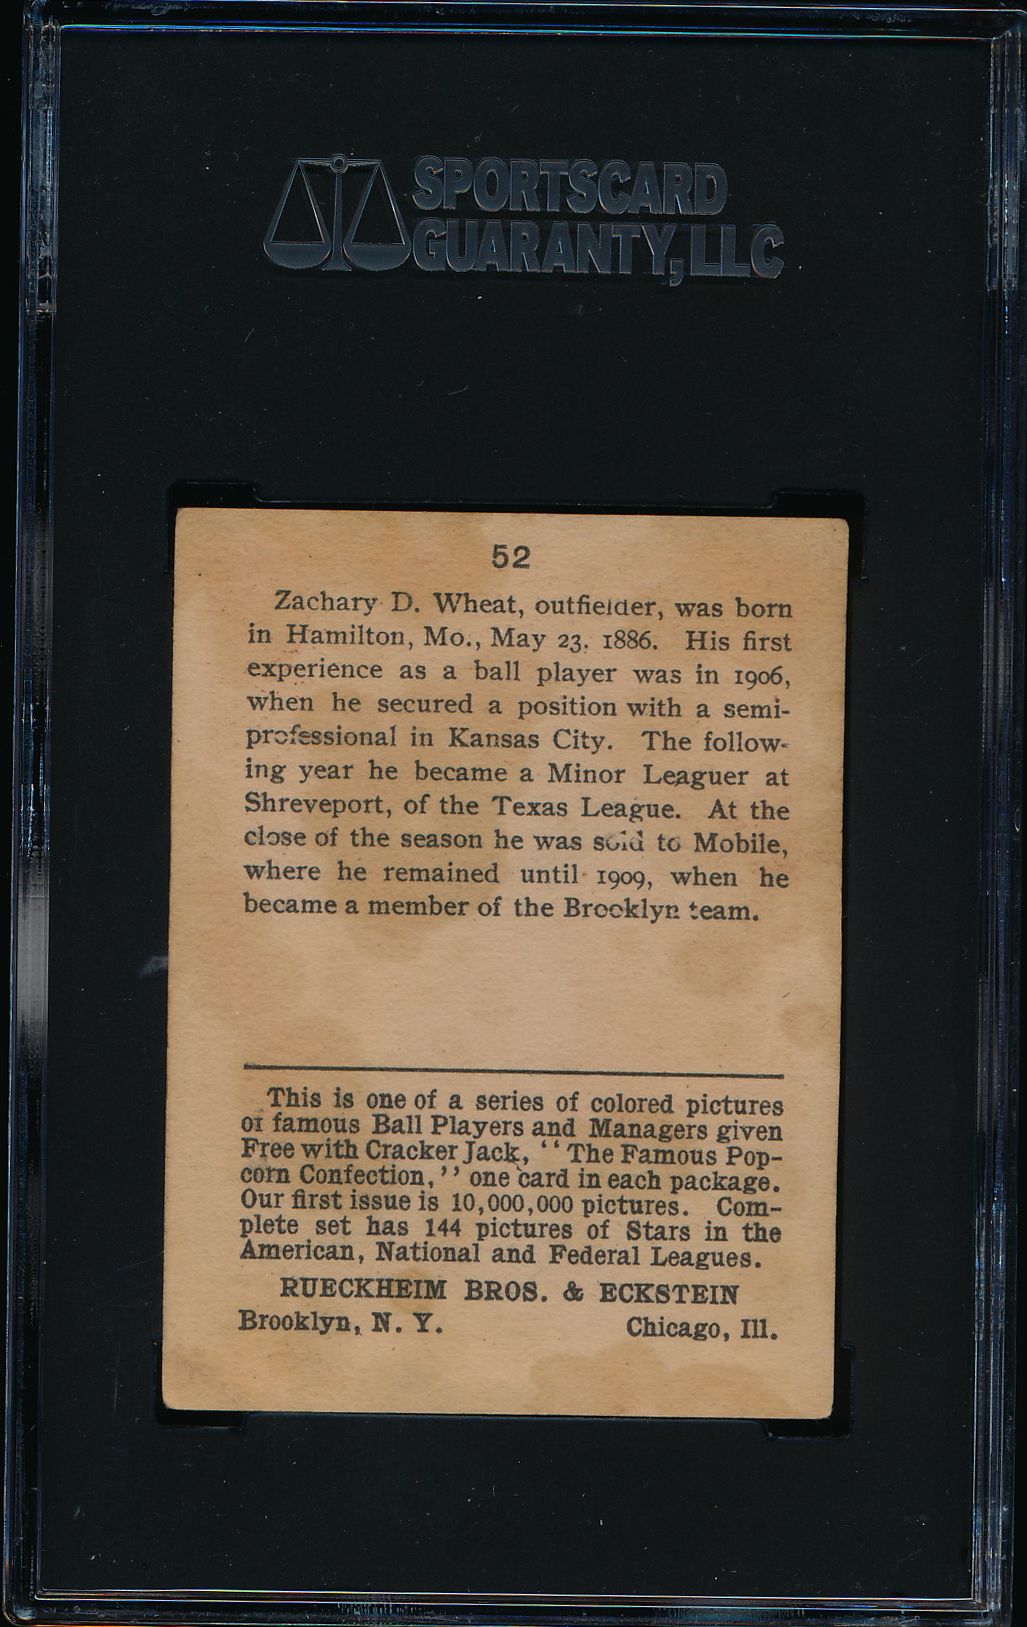 SPORTSCARD
GUARANTY, LLC
52
Zachary D. Wheat, outfielder, was born
in Hamilton, Mo., May 23, 1886. His first
experience as a ball player was in 1906,
when he secured a position with a semi-
professional in Kansas City. The follow-
ing year he became a Minor Leaguer at
Shreveport, of the Texas League. At the
close of the season he was sold to Mobile,
where he remained until 1909, when he
became a member of the Brooklyn team.
This is one of a series of colored pictures
of famous Ball Players and Managers given
Free with Cracker Jack, "The Famous Pop-
corn Confection," one card in each package.
Our first issue is 10,000,000 pictures. Com-
plete set has 144 pictures of Stars in the
American, National and Federal Leagues.
RUECKHEIM BROS. & ECKSTEIN
Brooklyn, N. Y. Chicago, Ill.